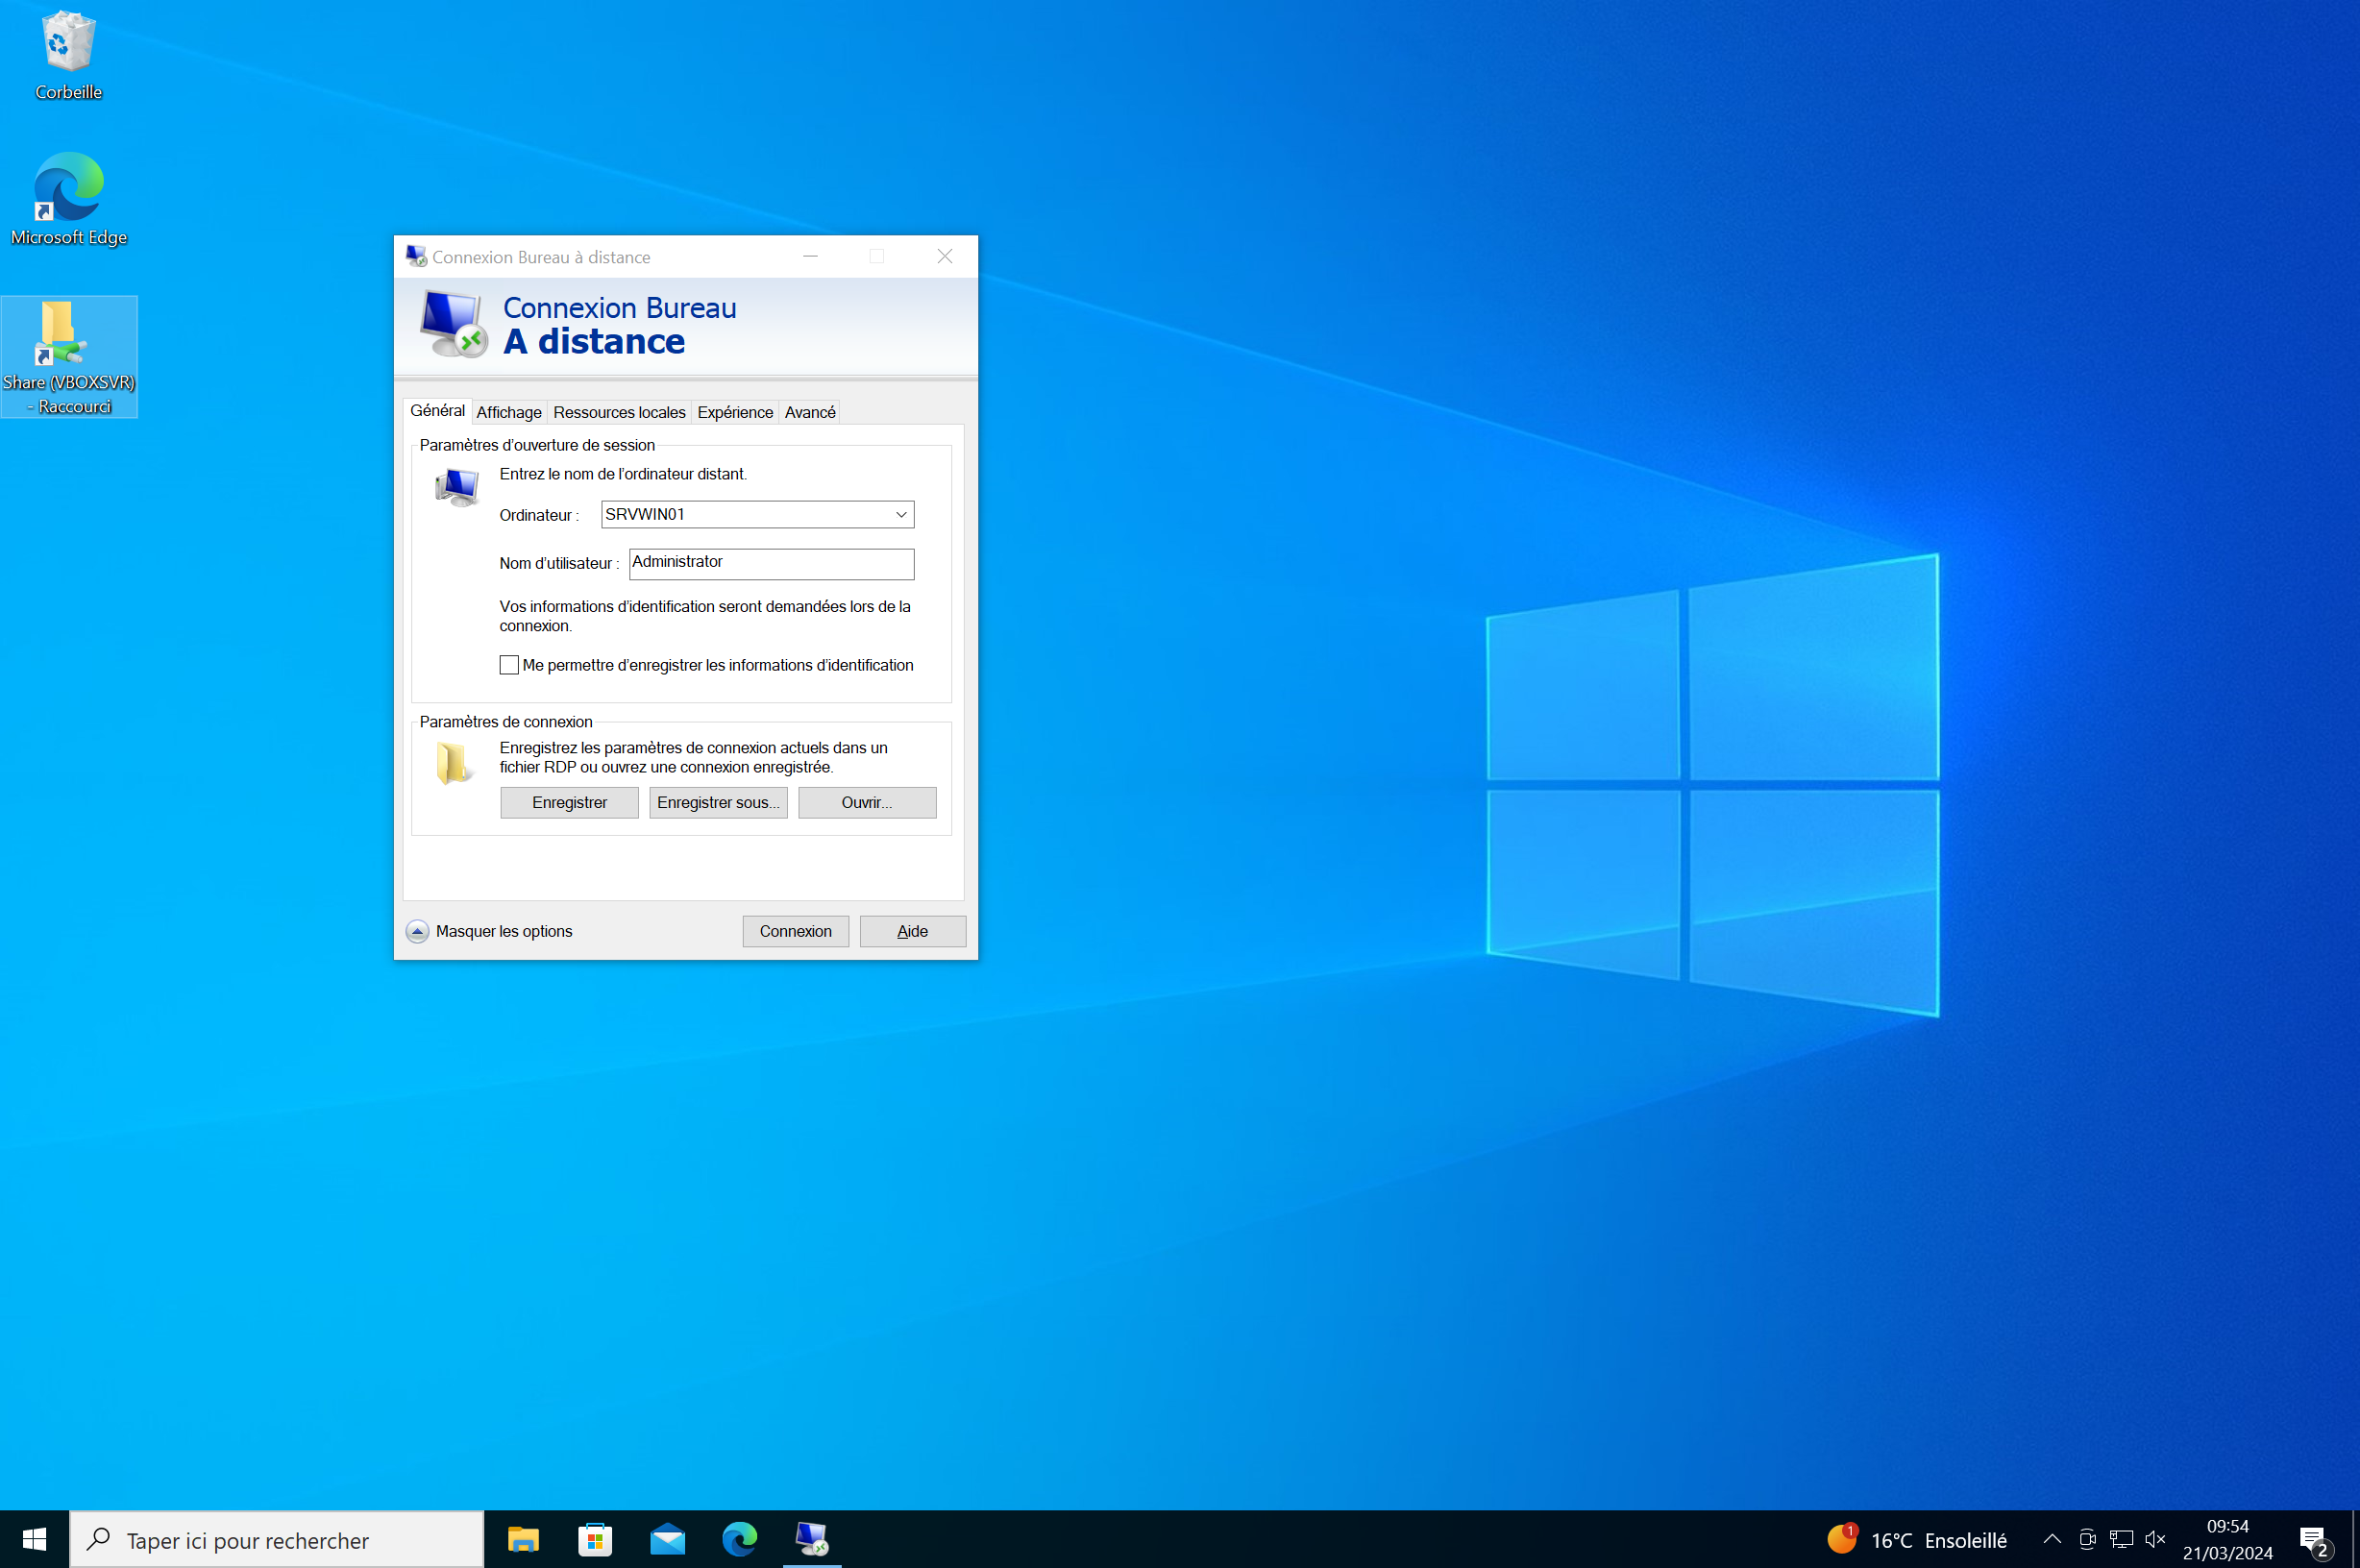 Corbeille
Microsoft Edge
Share (VBOXSVR)
- Raccourci
Connexion Bureau à distance
Connexion Bureau
A distance
Général Affichage Ressources locales Expérience Avancé
Paramètres d'ouverture de session
Entrez le nom de l'ordinateur distant.
Ordinateur : SRVWIN01
Nom d'utilisateur : Administrator
Vos informations d'identification seront demandées lors de la
connexion.
Me permettre d'enregistrer les informations d'identification
Paramètres de connexion
Enregistrez les paramètres de connexion actuels dans un
fichier RDP ou ouvrez une connexion enregistrée.
Enregistrer Enregistrer sous... Ouvrir...
Masquer les options Connexion Aide
Taper ici pour rechercher
1 16°C Ensoleillé
09:54
21/03/2024
2